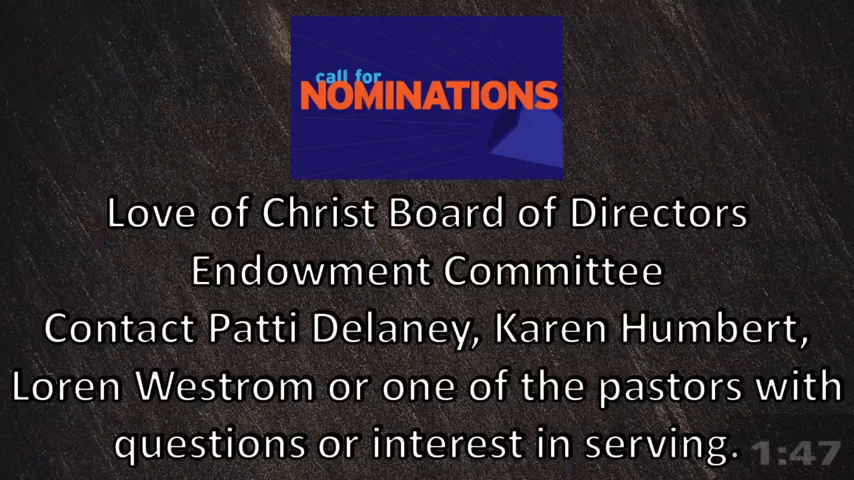 call for
NOMINATIONS
Love of Christ Board of Directors
Endowment Committee
Contact Patti Delaney, Karen Humbert,
Loren Westrom or one of the pastors with
questions or interest in serving.
1:47